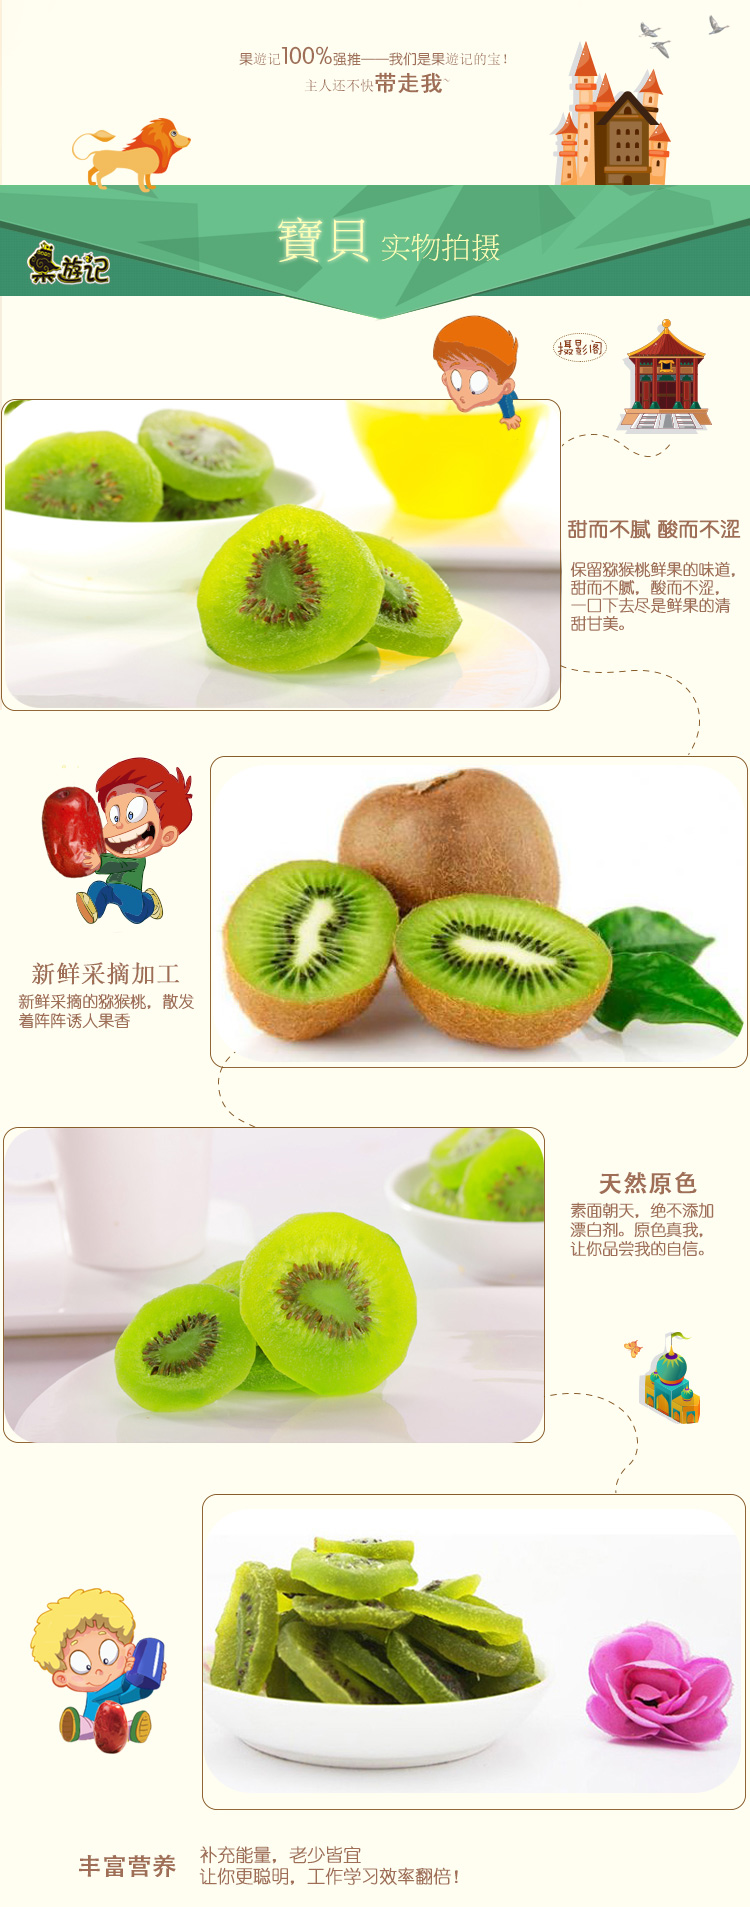 果遊记100%强推——我们是果遊记的宝！
主人还不快带走我~
寶貝 实物拍摄
果遊记
摄影阁
甜而不腻 酸而不涩
保留猕猴桃鲜果的味道，
甜而不腻，酸而不涩，
一口下去尽是鲜果的清
甜甘美。
新鲜采摘加工
新鲜采摘的猕猴桃，散发
着阵阵诱人果香
天然原色
素面朝天，绝不添加
漂白剂。原色真我，
让你品尝我的自信。
丰富营养
补充能量，老少皆宜
让你更聪明，工作学习效率翻倍！